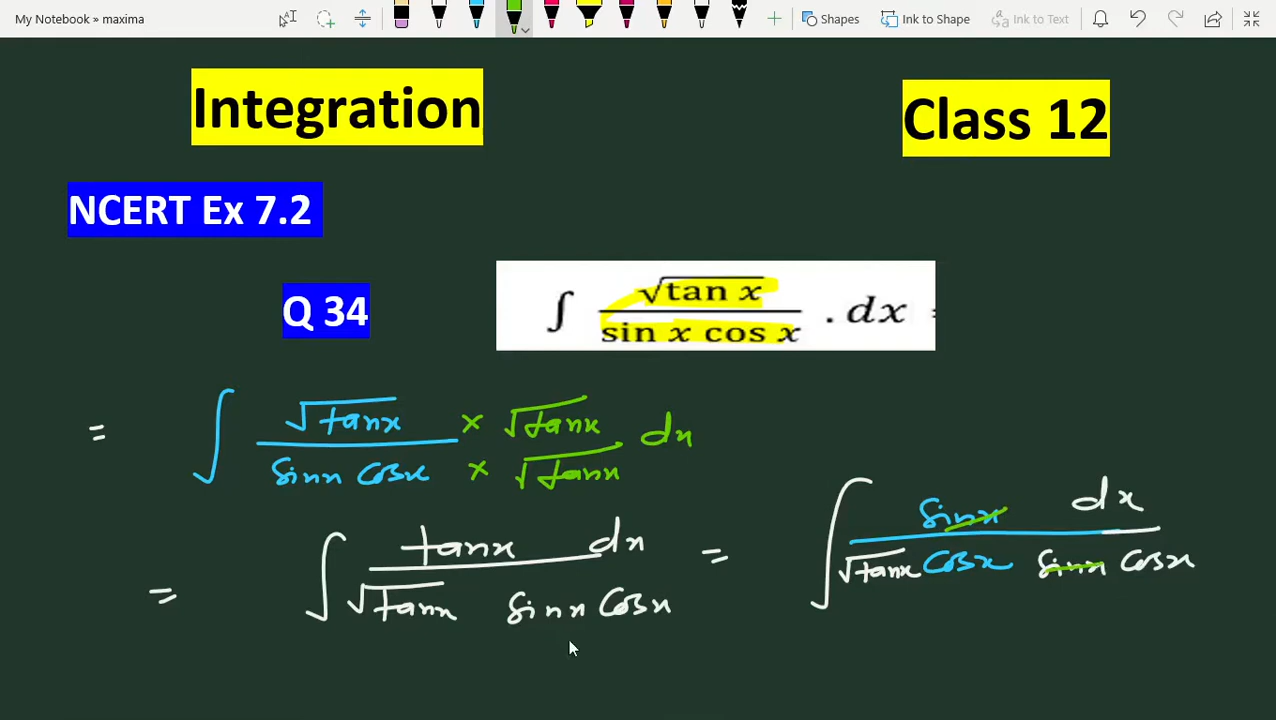 My Notebook » maxima
Shapes
Ink to Shape
Ink to Text
Integration
Class 12
NCERT Ex 7.2
Q 34
∫ √tan x / sin x cos x . dx =
= ∫ √tanx / sinx cosx × √tanx / √tanx dx
= ∫ tanx dx / √tanx sinx cosx = ∫ sinx dx / √tanx cosx sinx cosx